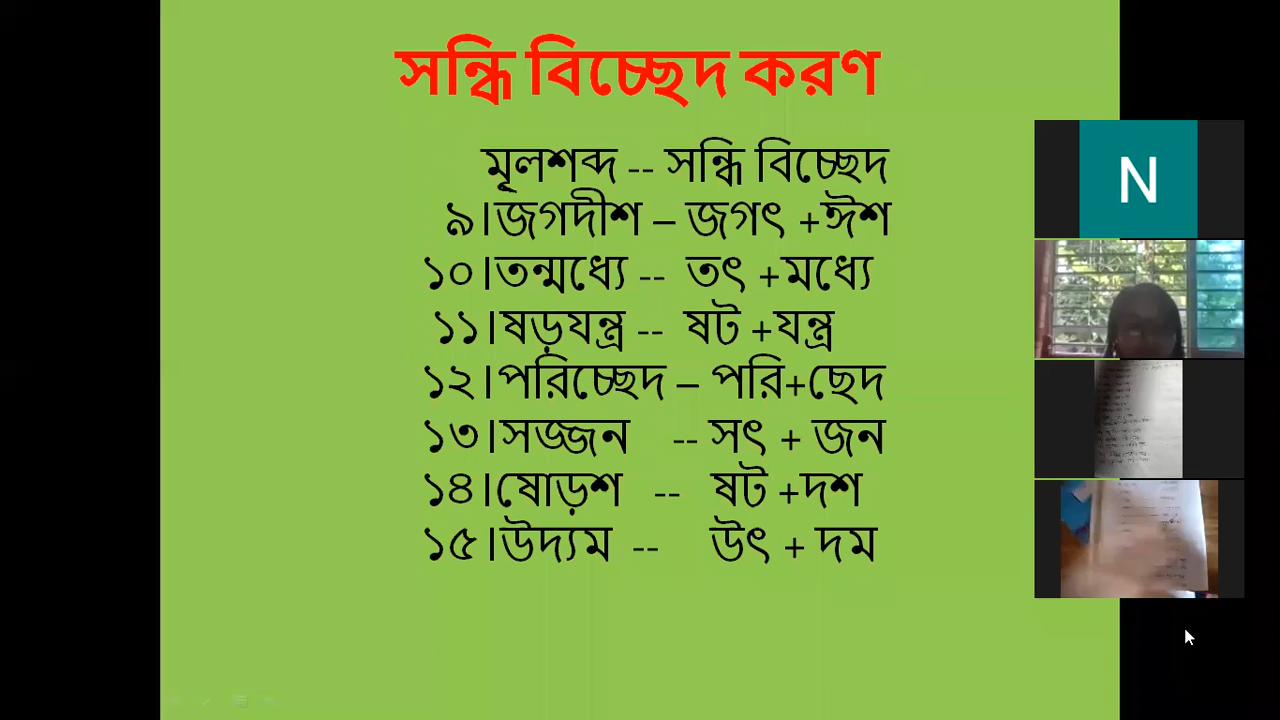 সন্ধি বিচ্ছেদ করণ
মূলশব্দ -- সন্ধি বিচ্ছেদ
৯।জগদীশ – জগৎ +ঈশ
১০।তন্মধ্যে -- তৎ +মধ্যে
১১।ষড়যন্ত্র -- ষট +যন্ত্র
১২।পরিচ্ছেদ – পরি+ছেদ
১৩।সজ্জন -- সৎ + জন
১৪।ষোড়শ -- ষট +দশ
১৫।উদ্যম -- উৎ + দম
N